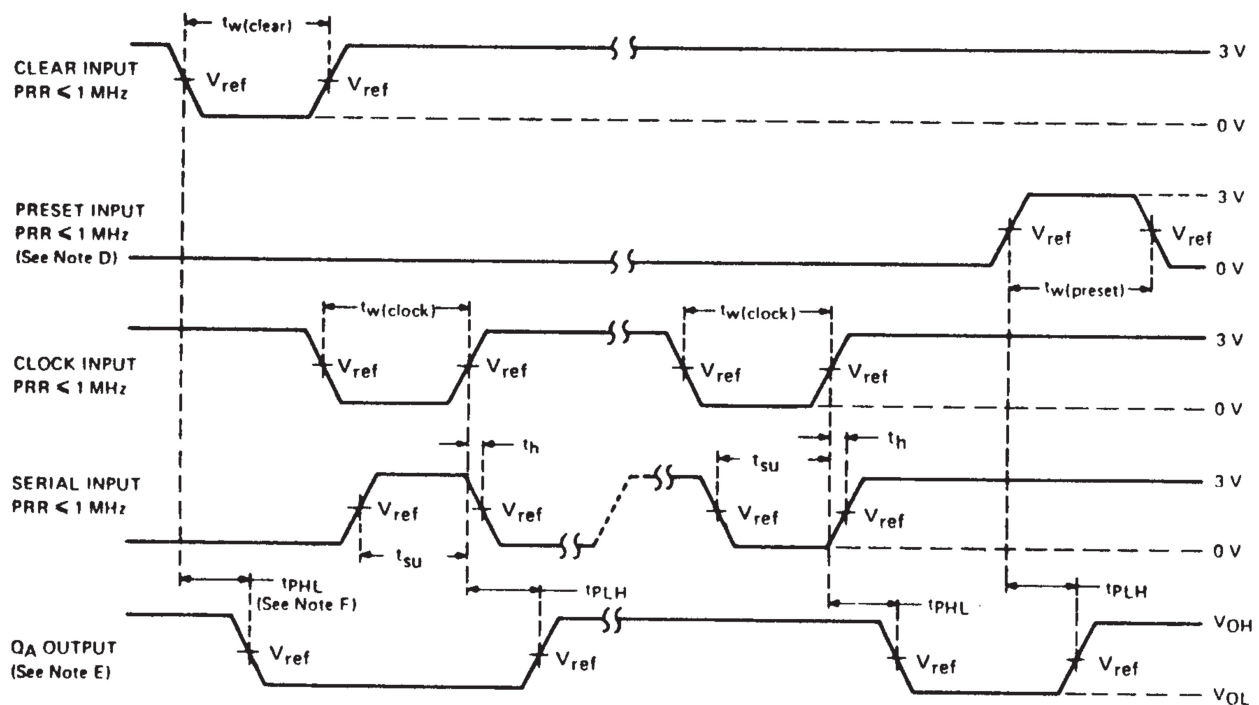 tw(clear)
3 V
CLEAR INPUT
PRR ≤ 1 MHz
Vref
Vref
0 V
PRESET INPUT
PRR ≤ 1 MHz
(See Note D)
3 V
Vref
Vref
0 V
tw(preset)
tw(clock)
tw(clock)
3 V
CLOCK INPUT
PRR ≤ 1 MHz
Vref
Vref
Vref
Vref
0 V
th
tsu
th
SERIAL INPUT
PRR ≤ 1 MHz
3 V
Vref
Vref
Vref
Vref
tsu
0 V
tPHL
(See Note F)
tPLH
tPHL
tPLH
VOH
QA OUTPUT
(See Note E)
Vref
Vref
Vref
Vref
VOL